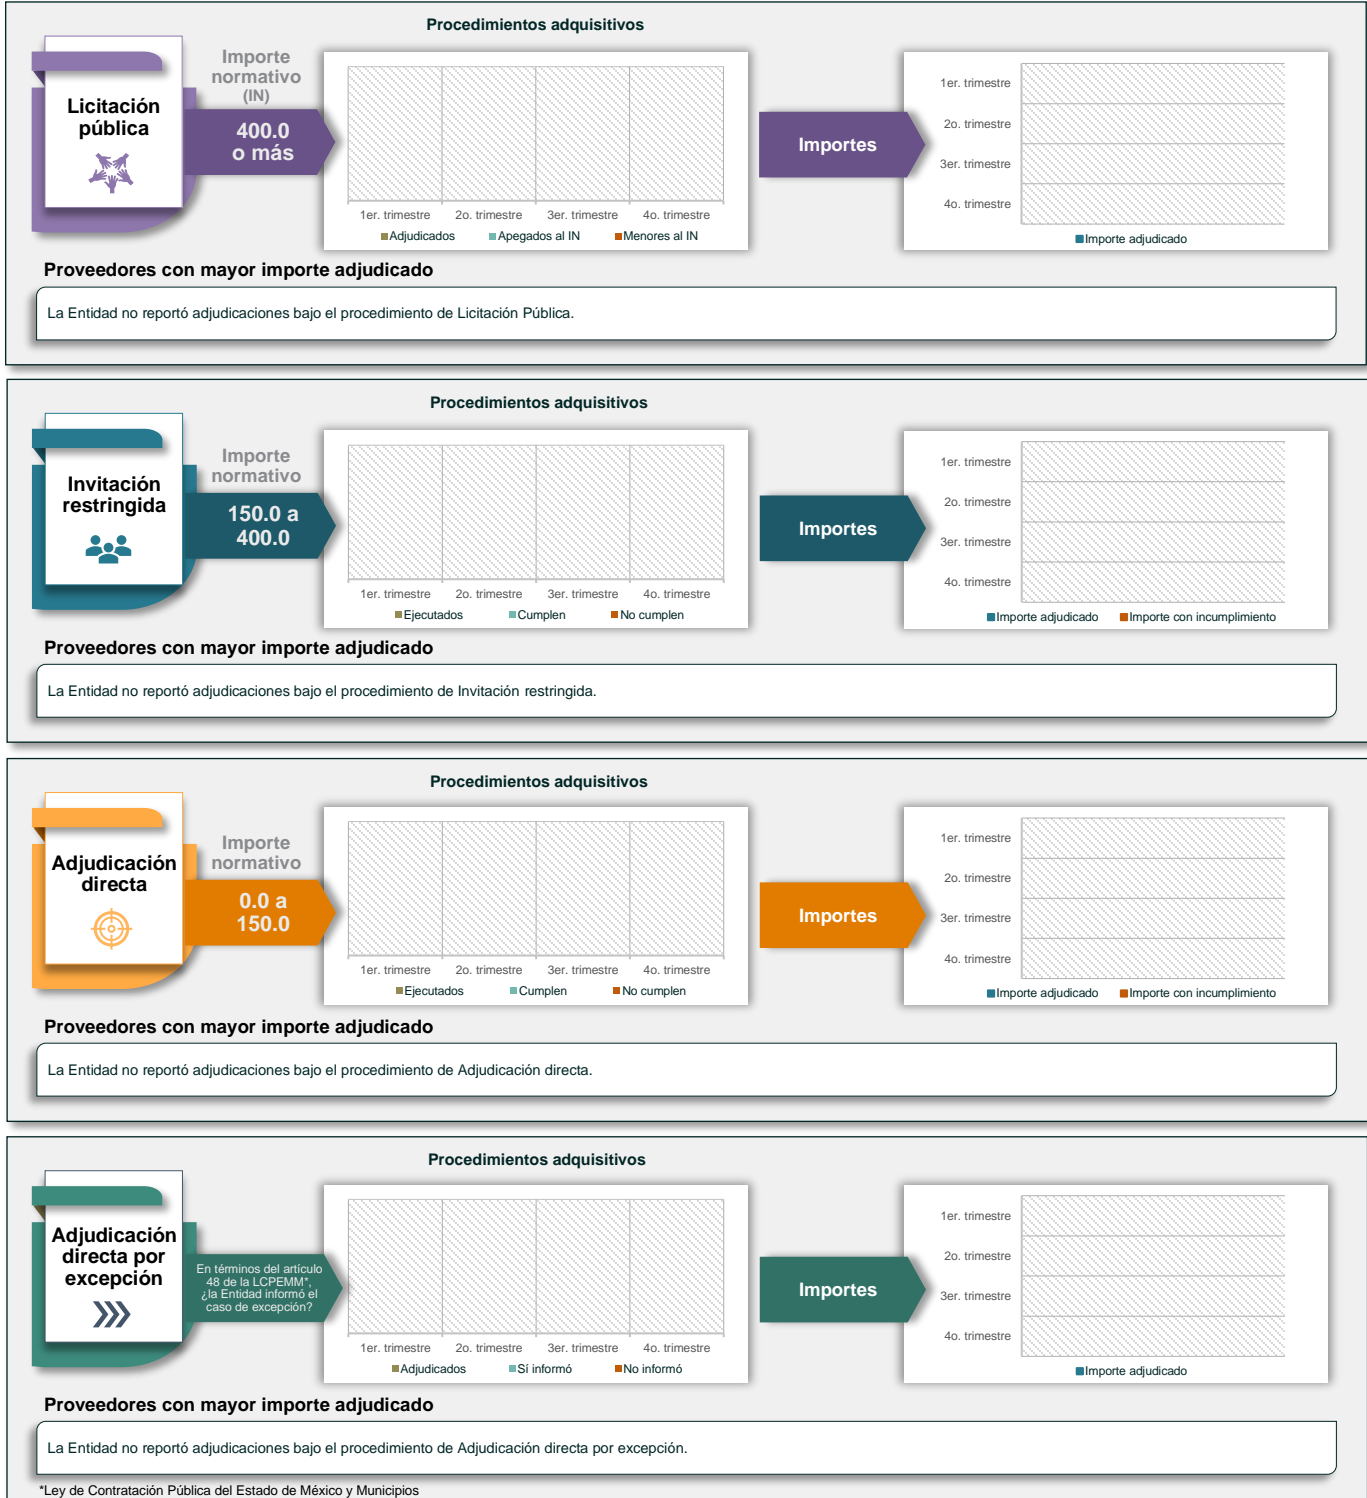 Procedimientos adquisitivos
Licitación
pública
Importe
normativo
(IN)
400.0
o más
1er. trimestre 2o. trimestre 3er. trimestre 4o. trimestre
Adjudicados Apegados al IN Menores al IN
Importes
1er. trimestre
2o. trimestre
3er. trimestre
4o. trimestre
Importe adjudicado
Proveedores con mayor importe adjudicado
La Entidad no reportó adjudicaciones bajo el procedimiento de Licitación Pública.
Procedimientos adquisitivos
Invitación
restringida
Importe
normativo
150.0 a
400.0
1er. trimestre 2o. trimestre 3er. trimestre 4o. trimestre
Ejecutados Cumplen No cumplen
Importes
1er. trimestre
2o. trimestre
3er. trimestre
4o. trimestre
Importe adjudicado Importe con incumplimiento
Proveedores con mayor importe adjudicado
La Entidad no reportó adjudicaciones bajo el procedimiento de Invitación restringida.
Procedimientos adquisitivos
Adjudicación
directa
Importe
normativo
0.0 a
150.0
1er. trimestre 2o. trimestre 3er. trimestre 4o. trimestre
Ejecutados Cumplen No cumplen
Importes
1er. trimestre
2o. trimestre
3er. trimestre
4o. trimestre
Importe adjudicado Importe con incumplimiento
Proveedores con mayor importe adjudicado
La Entidad no reportó adjudicaciones bajo el procedimiento de Adjudicación directa.
Procedimientos adquisitivos
Adjudicación
directa por
excepción
En términos del artículo
48 de la LCPEMM*,
¿la Entidad informó el
caso de excepción?
1er. trimestre 2o. trimestre 3er. trimestre 4o. trimestre
Adjudicados Sí informó No informó
Importes
1er. trimestre
2o. trimestre
3er. trimestre
4o. trimestre
Importe adjudicado
Proveedores con mayor importe adjudicado
La Entidad no reportó adjudicaciones bajo el procedimiento de Adjudicación directa por excepción.
*Ley de Contratación Pública del Estado de México y Municipios